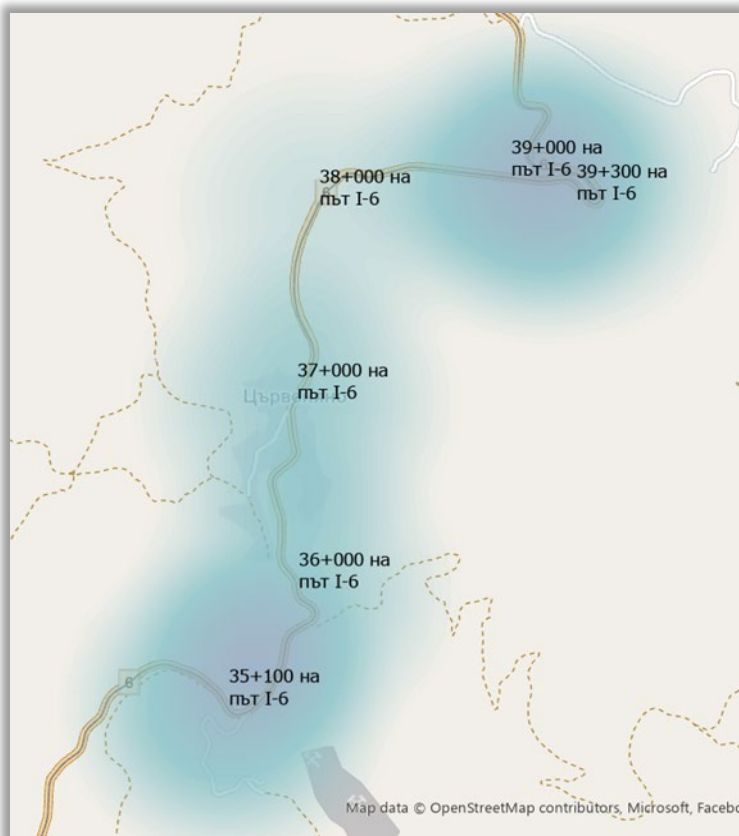 39+000 на
път I-6
39+300 на
път I-6
38+000 на
път I-6
6
37+000 на
път I-6
36+000 на
път I-6
35+100 на
път I-6
6
Map data © OpenStreetMap contributors, Microsoft, Facebo